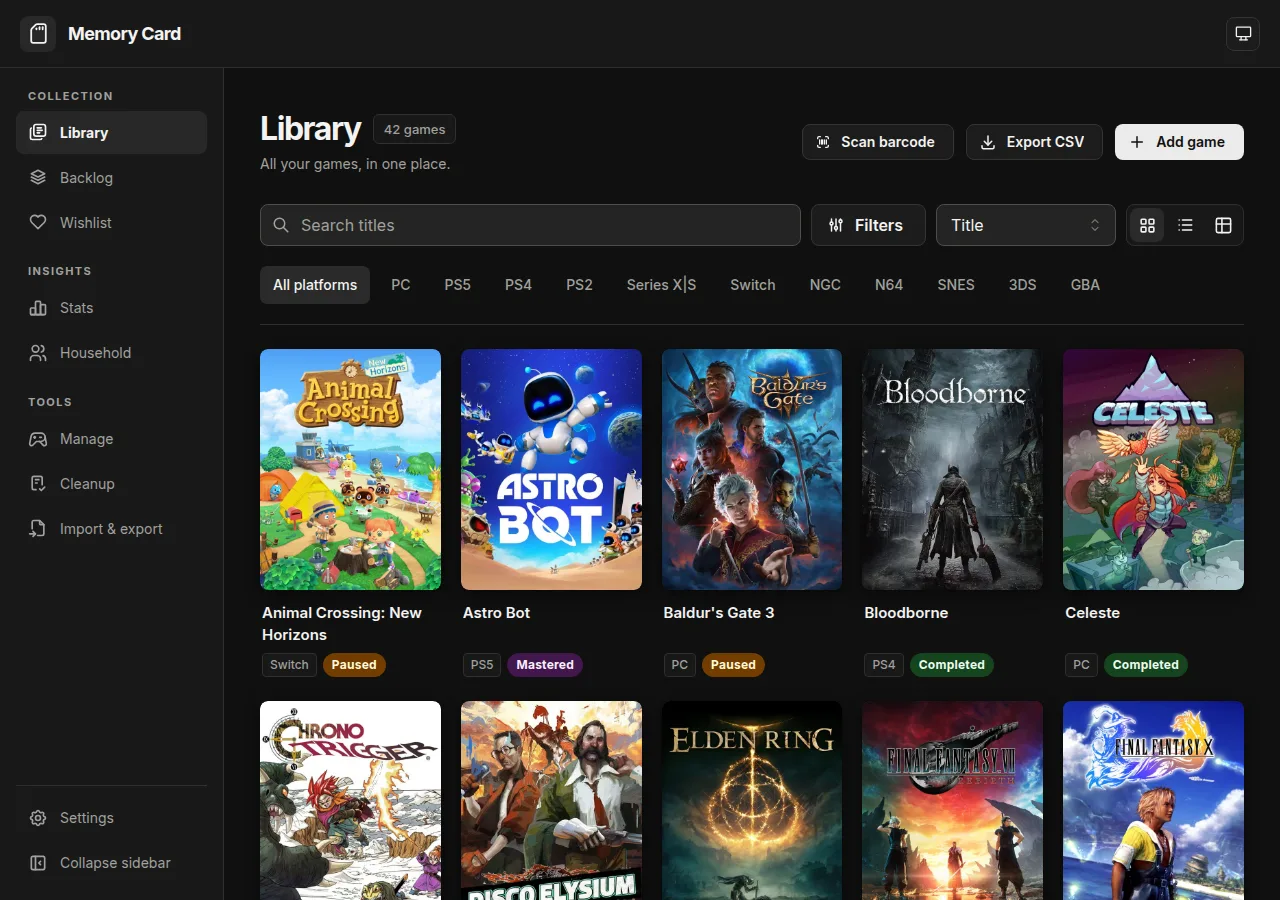 Memory Card
COLLECTION
Library
Backlog
Wishlist
INSIGHTS
Stats
Household
TOOLS
Manage
Cleanup
Import & export
Settings
Collapse sidebar
Library
42 games
All your games, in one place.
Scan barcode
Export CSV
Add game
Search titles
Filters
Title
All platforms
PC
PS5
PS4
PS2
Series X|S
Switch
NGC
N64
SNES
3DS
GBA
New
Horizons
Animal
Crossing
ASTRO
BOT
Baldur's
Gate
Bloodborne
CELESTE
Animal Crossing: New
Horizons
Switch
Paused
Astro Bot
PS5
Mastered
Baldur's Gate 3
PC
Paused
Bloodborne
PS4
Completed
Celeste
PC
Completed
CHRONO
TRIGGER
DISCO ELYSIUM
ELDEN RING
FINAL FANTASY VII
REBIRTH
FINAL FANTASY X